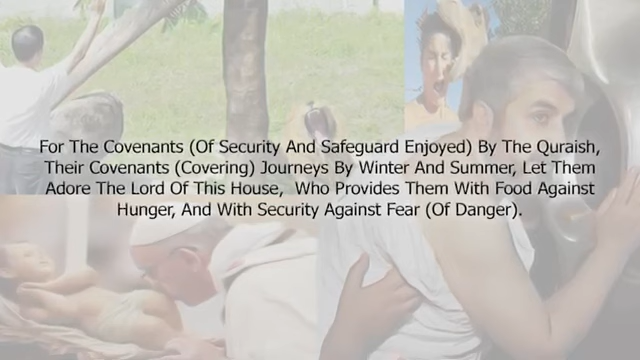 For The Covenants (Of Security And Safeguard Enjoyed) By The Quraish,
Their Covenants (Covering) Journeys By Winter And Summer, Let Them
Adore The Lord Of This House, Who Provides Them With Food Against
Hunger, And With Security Against Fear (Of Danger).